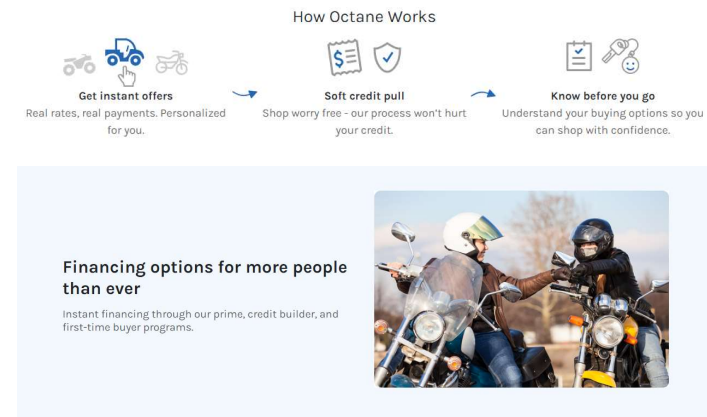 How Octane Works
Get instant offers
Real rates, real payments. Personalized
for you.
Soft credit pull
Shop worry free - our process won't hurt
your credit.
Know before you go
Understand your buying options so you
can shop with confidence.
Financing options for more people
than ever
Instant financing through our prime, credit builder, and
first-time buyer programs.